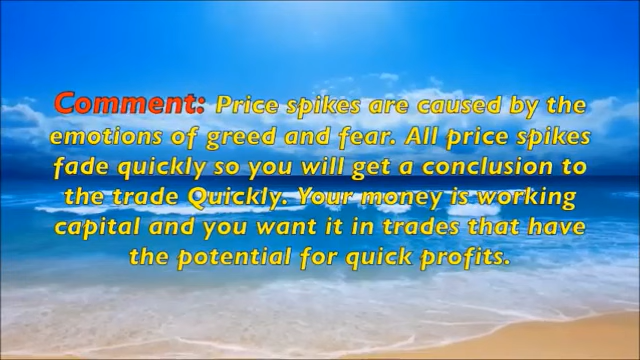 Comment: Price spikes are caused by the
emotions of greed and fear. All price spikes
fade quickly so you will get a conclusion to
the trade Quickly. Your money is working
capital and you want it in trades that have
the potential for quick profits.